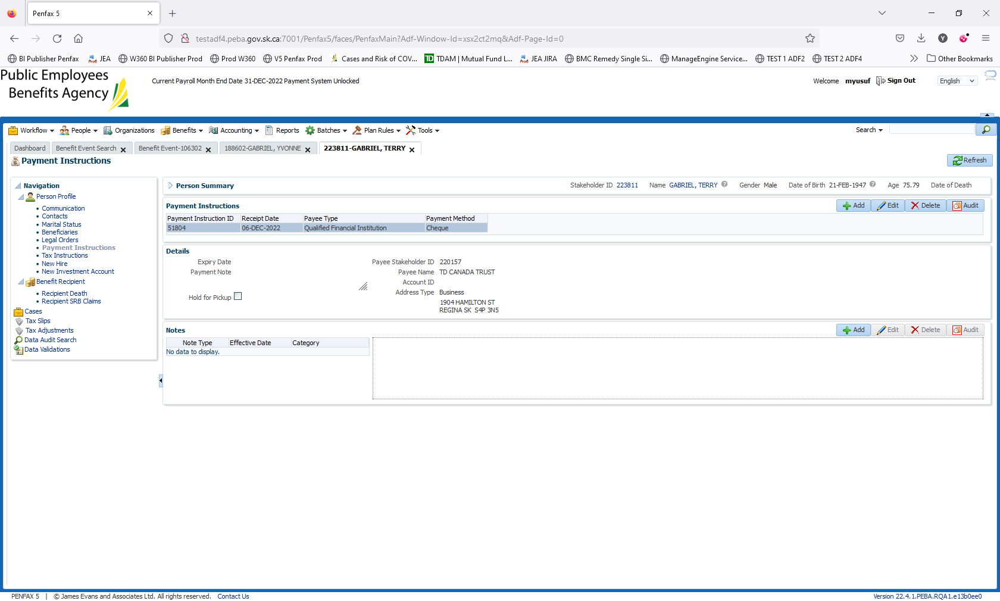 Penfax 5
testadf4.peba.gov.sk.ca:7001/Penfax5/faces/PenfaxMain?Adf-Window-Id=xsx2ct2mq&Adf-Page-Id=0
Y
BI Publisher Penfax JEA W360 BI Publisher Prod Prod W360 V5 Penfax Prod Cases and Risk of COV... TDAM | Mutual Fund L... JEA JIRA BMC Remedy Single Si... ManageEngine Service... TEST 1 ADF2 TEST 2 ADF4 Other Bookmarks
Public Employees
Benefits Agency
Current Payroll Month End Date 31-DEC-2022 Payment System Unlocked
Welcome myusuf Sign Out English
Workflow People Organizations Benefits Accounting Reports Batches Plan Rules Tools Search
Dashboard Benefit Event Search Benefit Event-106302 188602-GABRIEL, YVONNE 223811-GABRIEL, TERRY
Payment Instructions Refresh
Navigation
Person Profile
Communication
Contacts
Marital Status
Beneficiaries
Legal Orders
Payment Instructions
Tax Instructions
New Hire
New Investment Account
Benefit Recipient
Recipient Death
Recipient SRB Claims
Cases
Tax Slips
Tax Adjustments
Data Audit Search
Data Validations
Person Summary Stakeholder ID 223811 Name GABRIEL, TERRY Gender Male Date of Birth 21-FEB-1947 Age 75.79 Date of Death
Payment Instructions Add Edit Delete Audit
Payment Instruction ID Receipt Date Payee Type Payment Method
51804 06-DEC-2022 Qualified Financial Institution Cheque
Details
Expiry Date Payee Stakeholder ID 220157
Payment Note Payee Name TD CANADA TRUST
Account ID
Hold for Pickup Address Type Business
1904 HAMILTON ST
REGINA SK S4P 3N5
Notes Add Edit Delete Audit
Note Type Effective Date Category
No data to display.
PENFAX 5 | © James Evans and Associates Ltd. All rights reserved. Contact Us Version 22.4.1.PEBA.RQA1.e13b0ee0